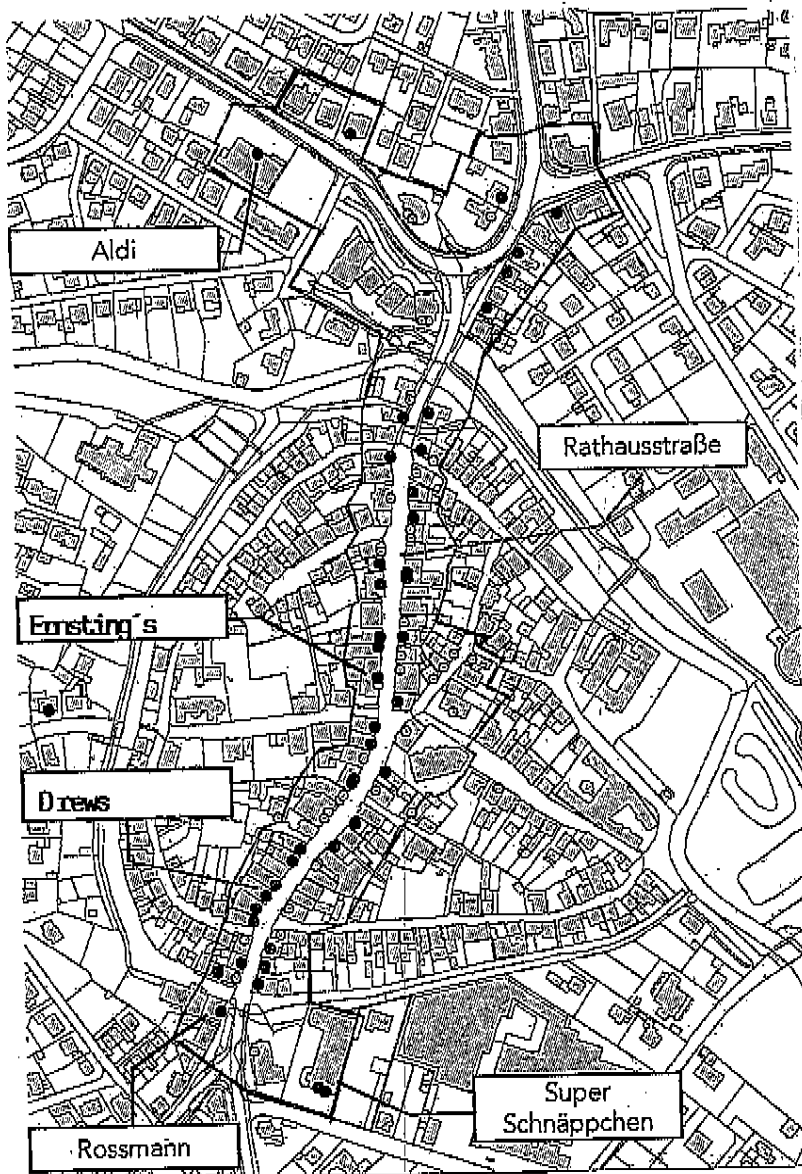 Aldi
Rathausstraße
Ernsting´s
Drews
Super
Schnäppchen
Rossmann